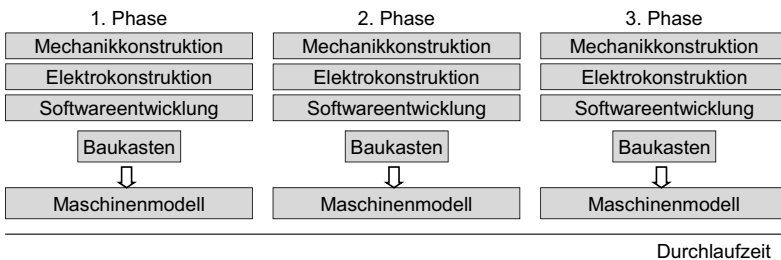 1. Phase 2. Phase 3. Phase
Mechanikkonstruktion Mechanikkonstruktion Mechanikkonstruktion
Elektrokonstruktion Elektrokonstruktion Elektrokonstruktion
Softwareentwicklung Softwareentwicklung Softwareentwicklung
Baukasten Baukasten Baukasten
Maschinenmodell Maschinenmodell Maschinenmodell
Durchlaufzeit